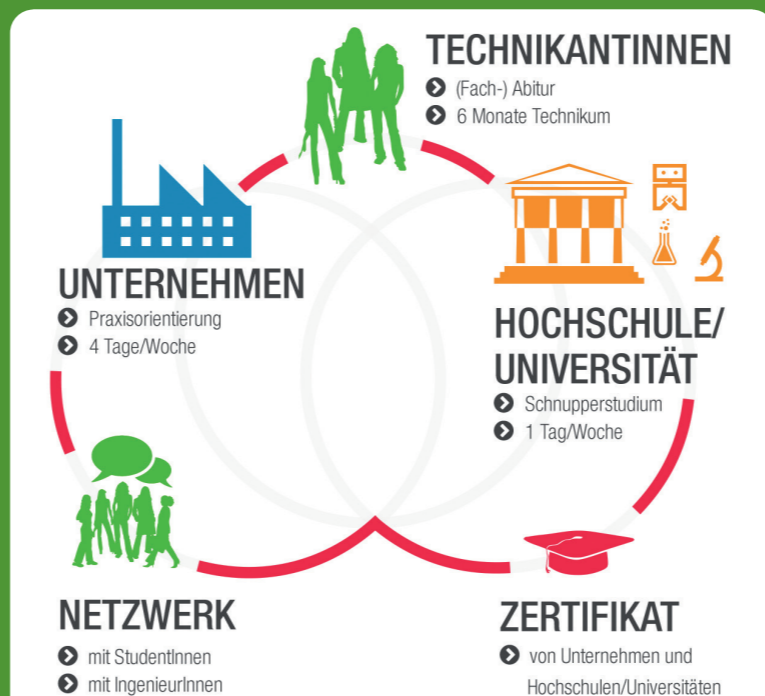 TECHNIKANTINNEN
(Fach-) Abitur
6 Monate Technikum
UNTERNEHMEN
Praxisorientierung
4 Tage/Woche
HOCHSCHULE/
UNIVERSITÄT
Schnupperstudium
1 Tag/Woche
NETZWERK
mit StudentInnen
mit IngenieurInnen
ZERTIFIKAT
von Unternehmen und
Hochschulen/Universitäten